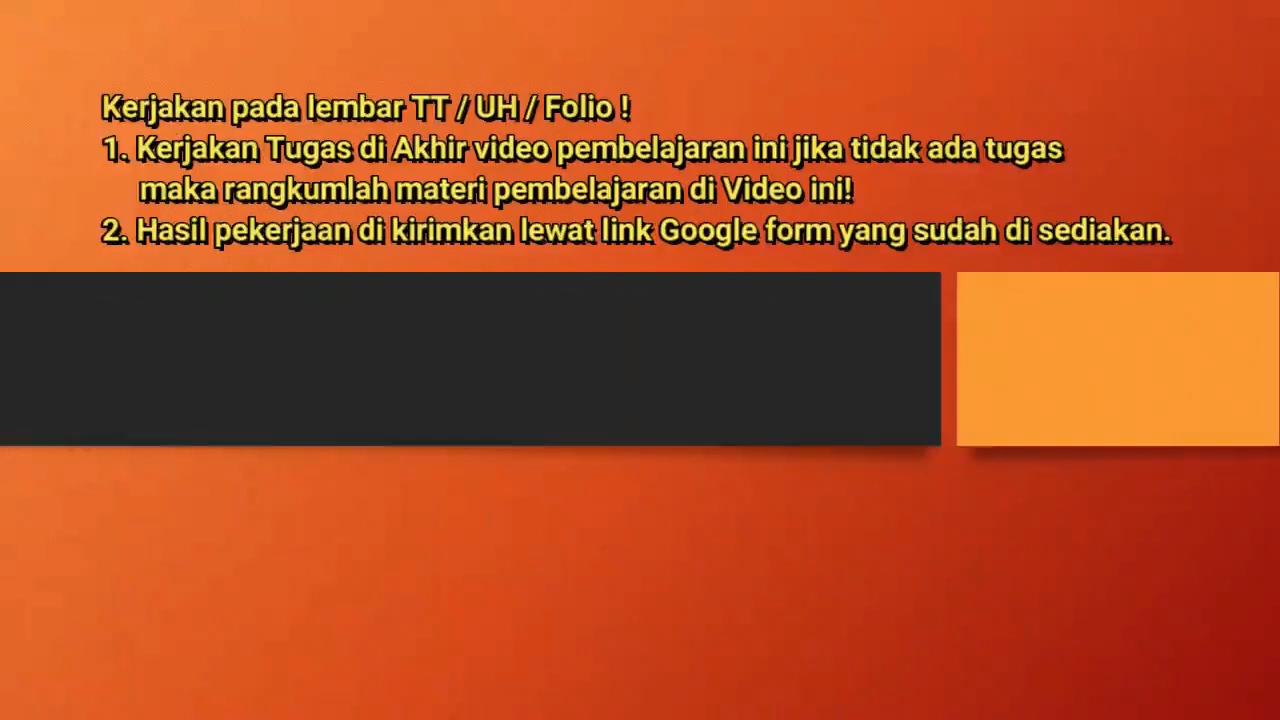 Kerjakan pada lembar TT / UH / Folio !
1. Kerjakan Tugas di Akhir video pembelajaran ini jika tidak ada tugas
maka rangkumlah materi pembelajaran di Video ini!
2. Hasil pekerjaan di kirimkan lewat link Google form yang sudah di sediakan.